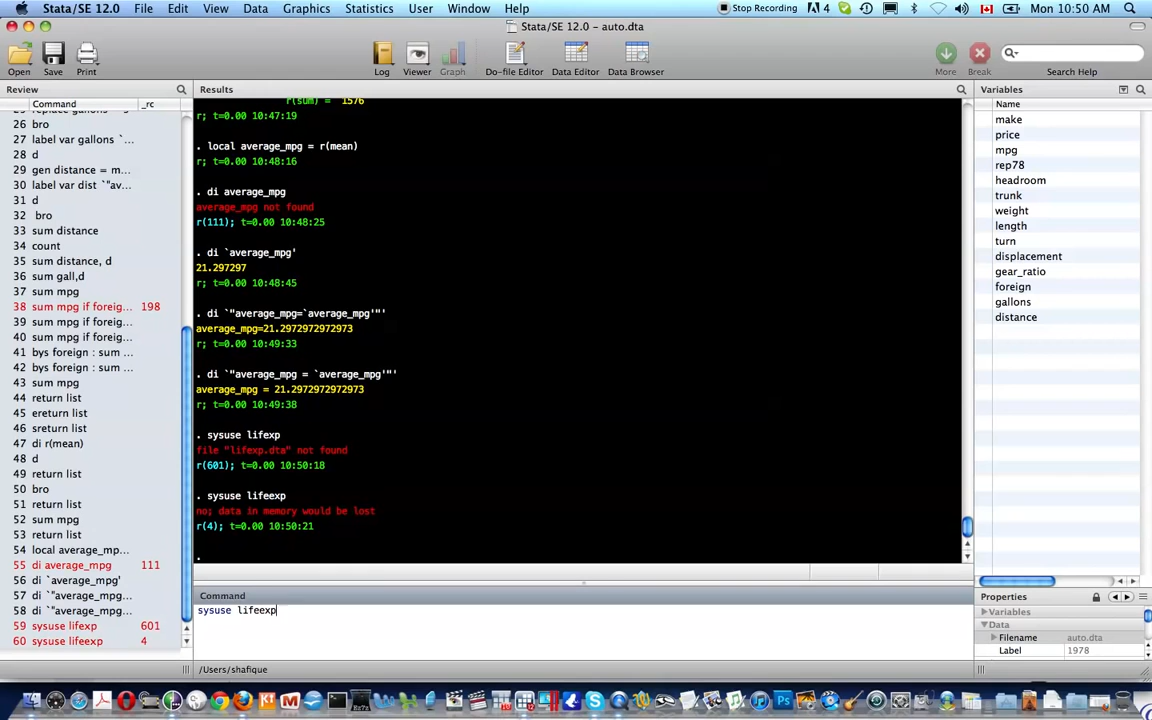 Stata/SE 12.0 File Edit View Data Graphics Statistics User Window Help Stop Recording 4 Mon 10:50 AM
Stata/SE 12.0 - auto.dta
Open Save Print Log Viewer Graph Do-file Editor Data Editor Data Browser More Break Search Help
Review
Command _rc
26 bro
27 label var gallons `...
28 d
29 gen distance = m...
30 label var dist `"av...
31 d
32 bro
33 sum distance
34 count
35 sum distance, d
36 sum gall,d
37 sum mpg
38 sum mpg if foreig... 198
39 sum mpg if foreig...
40 sum mpg if foreig...
41 bys foreign : sum ...
42 bys foreign : sum ...
43 sum mpg
44 return list
45 ereturn list
46 sreturn list
47 di r(mean)
48 d
49 return list
50 bro
51 return list
52 sum mpg
53 return list
54 local average_mp...
55 di average_mpg 111
56 di `average_mpg'
57 di `"average_mpg...
58 di `"average_mpg...
59 sysuse lifexp 601
60 sysuse lifeexp 4
Results
r(sum) = 1576
r; t=0.00 10:47:19
. local average_mpg = r(mean)
r; t=0.00 10:48:16
. di average_mpg
average_mpg not found
r(111); t=0.00 10:48:25
. di `average_mpg'
21.297297
r; t=0.00 10:48:45
. di `"average_mpg=`average_mpg'"'
average_mpg=21.2972972972973
r; t=0.00 10:49:33
. di `"average_mpg = `average_mpg'"'
average_mpg = 21.2972972972973
r; t=0.00 10:49:38
. sysuse lifexp
file "lifexp.dta" not found
r(601); t=0.00 10:50:18
. sysuse lifeexp
no; data in memory would be lost
r(4); t=0.00 10:50:21
.
Command
sysuse lifeexp
/Users/shafique
Variables
Name
make
price
mpg
rep78
headroom
trunk
weight
length
turn
displacement
gear_ratio
foreign
gallons
distance
Properties
Variables
Data
Filename auto.dta
Label 1978